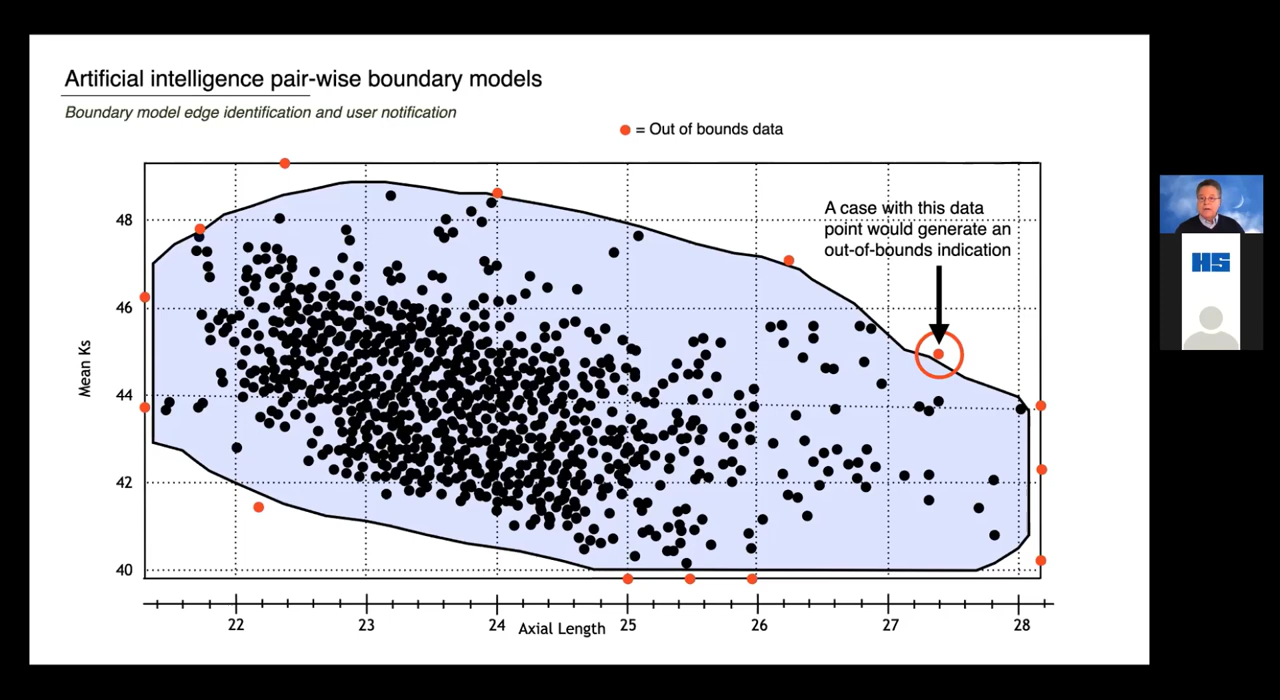 Artificial intelligence pair-wise boundary models
Boundary model edge identification and user notification
= Out of bounds data
A case with this data
point would generate an
out-of-bounds indication
48
46
44
42
40
Mean Ks
22
23
24
25
26
27
28
Axial Length
HS